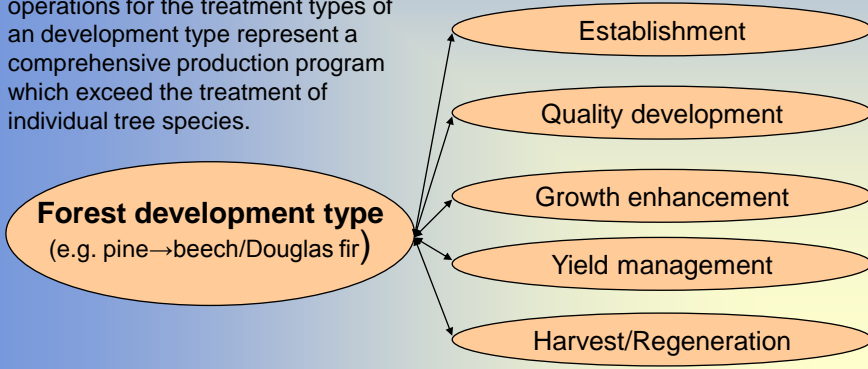 operations for the treatment types of
an development type represent a
comprehensive production program
which exceed the treatment of
individual tree species.
Forest development type
(e.g. pine→beech/Douglas fir)
Establishment
Quality development
Growth enhancement
Yield management
Harvest/Regeneration